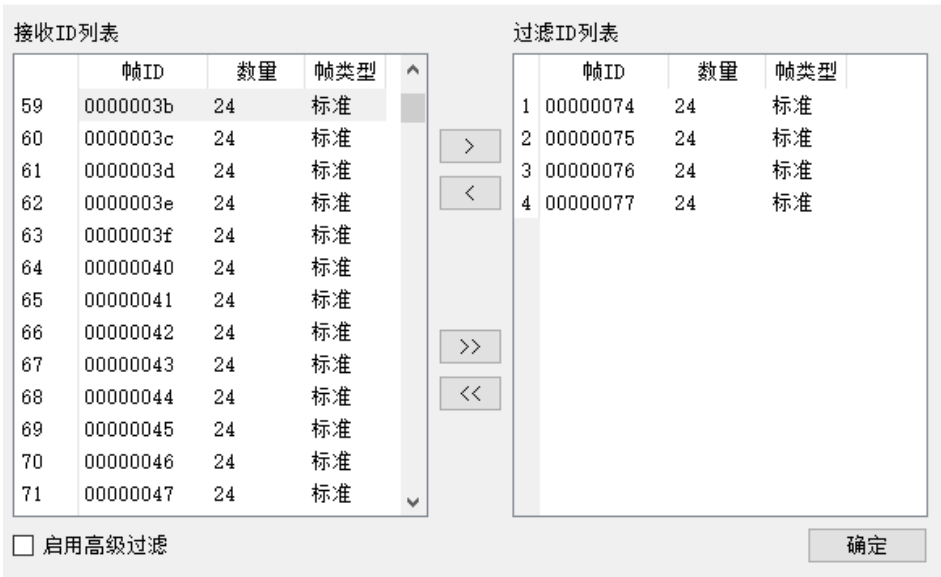 接收ID列表
帧ID 数量 帧类型
59 0000003b 24 标准
60 0000003c 24 标准
61 0000003d 24 标准
62 0000003e 24 标准
63 0000003f 24 标准
64 00000040 24 标准
65 00000041 24 标准
66 00000042 24 标准
67 00000043 24 标准
68 00000044 24 标准
69 00000045 24 标准
70 00000046 24 标准
71 00000047 24 标准
>
<
>>
<<
过滤ID列表
帧ID 数量 帧类型
1 00000074 24 标准
2 00000075 24 标准
3 00000076 24 标准
4 00000077 24 标准
启用高级过滤
确定